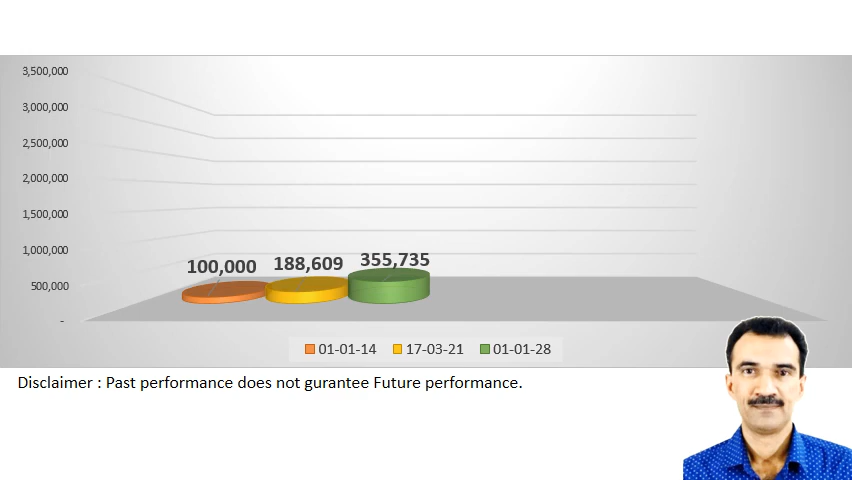 3,500,000
3,000,000
2,500,000
2,000,000
1,500,000
1,000,000
500,000
-
100,000 188,609 355,735
01-01-14 17-03-21 01-01-28
Disclaimer : Past performance does not gurantee Future performance.